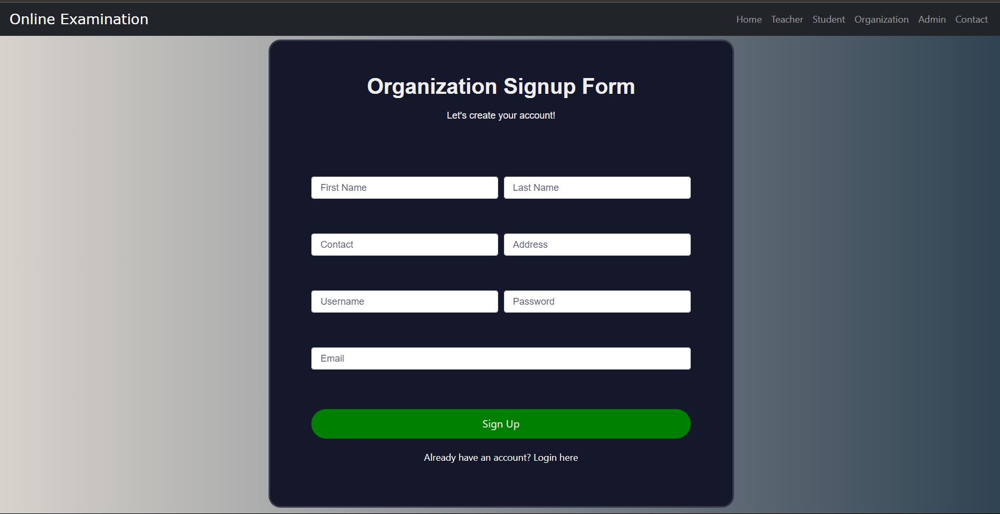 Online Examination
Home Teacher Student Organization Admin Contact
Organization Signup Form
Let's create your account!
First Name Last Name
Contact Address
Username Password
Email
Sign Up
Already have an account? Login here